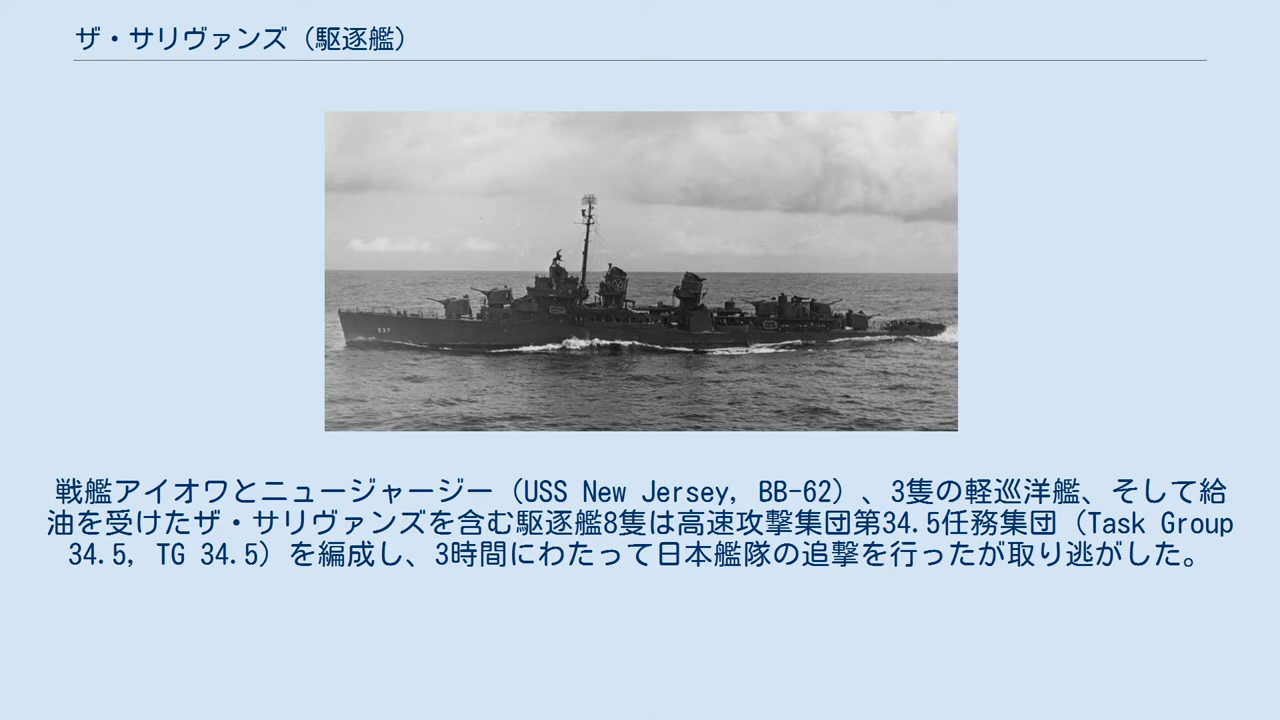 ザ・サリヴァンズ（駆逐艦）
537
戦艦アイオワとニュージャージー（USS New Jersey, BB-62）、3隻の軽巡洋艦、そして給
油を受けたザ・サリヴァンズを含む駆逐艦8隻は高速攻撃集団第34.5任務集団（Task Group
34.5, TG 34.5）を編成し、3時間にわたって日本艦隊の追撃を行ったが取り逃がした。